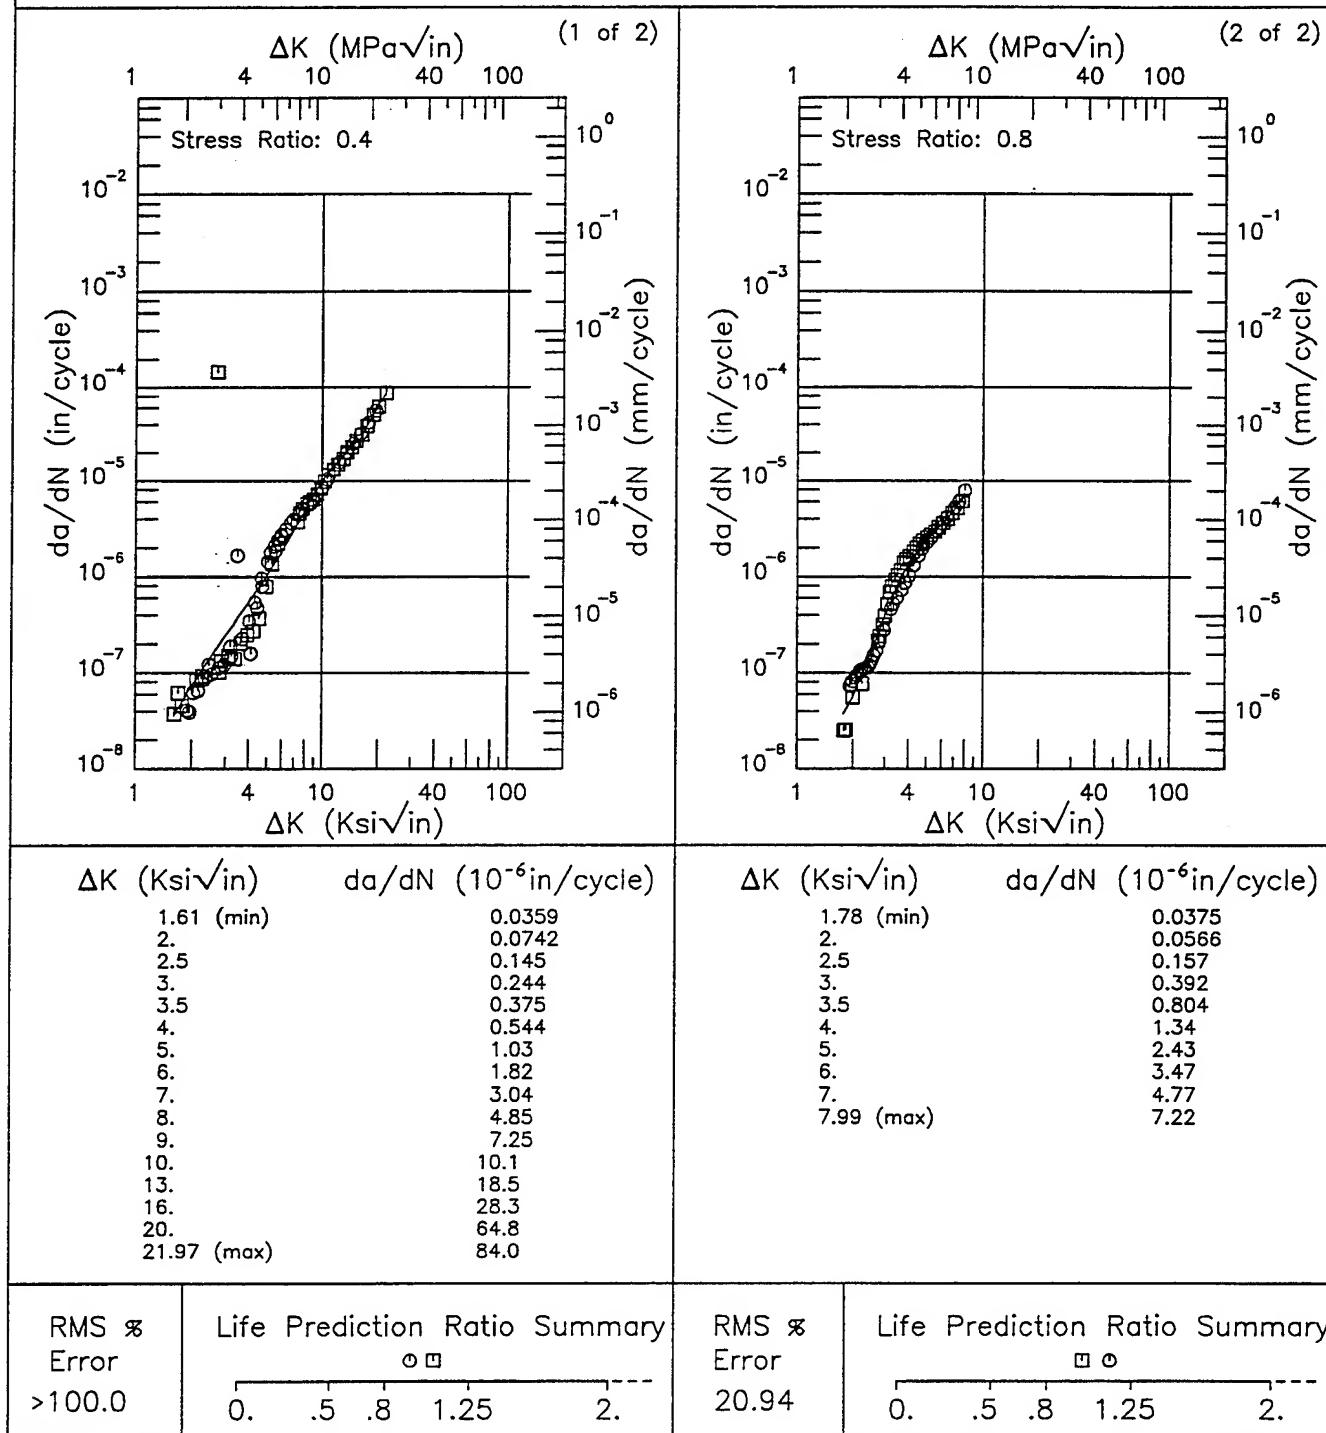 (1 of 2)
ΔK (MPa√in)
1 4 10 40 100
Stress Ratio: 0.4
10⁻²
10⁻³
10⁻⁴
10⁻⁵
10⁻⁶
10⁻⁷
10⁻⁸
da/dN (in/cycle)
10⁰
10⁻¹
10⁻²
10⁻³
10⁻⁴
10⁻⁵
10⁻⁶
da/dN (mm/cycle)
1 4 10 40 100
ΔK (Ksi√in)
(2 of 2)
ΔK (MPa√in)
1 4 10 40 100
Stress Ratio: 0.8
10⁻²
10⁻³
10⁻⁴
10⁻⁵
10⁻⁶
10⁻⁷
10⁻⁸
da/dN (in/cycle)
10⁰
10⁻¹
10⁻²
10⁻³
10⁻⁴
10⁻⁵
10⁻⁶
da/dN (mm/cycle)
1 4 10 40 100
ΔK (Ksi√in)
ΔK (Ksi√in) da/dN (10⁻⁶in/cycle)
1.61 (min) 0.0359
2. 0.0742
2.5 0.145
3. 0.244
3.5 0.375
4. 0.544
5. 1.03
6. 1.82
7. 3.04
8. 4.85
9. 7.25
10. 10.1
13. 18.5
16. 28.3
20. 64.8
21.97 (max) 84.0
ΔK (Ksi√in) da/dN (10⁻⁶in/cycle)
1.78 (min) 0.0375
2. 0.0566
2.5 0.157
3. 0.392
3.5 0.804
4. 1.34
5. 2.43
6. 3.47
7. 4.77
7.99 (max) 7.22
RMS %
Error
>100.0
Life Prediction Ratio Summary
0. .5 .8 1.25 2.
RMS %
Error
20.94
Life Prediction Ratio Summary
0. .5 .8 1.25 2.